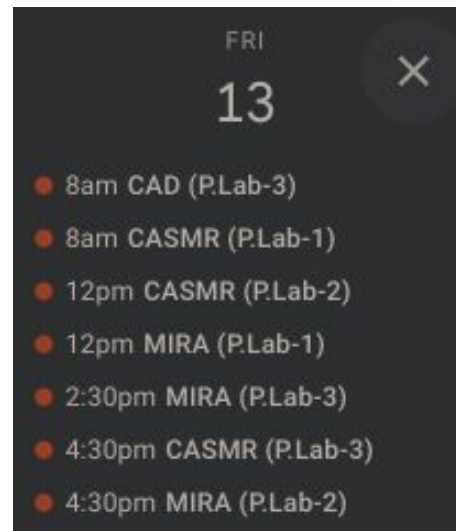 FRI
13
8am CAD (P.Lab-3)
8am CASMR (P.Lab-1)
12pm CASMR (P.Lab-2)
12pm MIRA (P.Lab-1)
2:30pm MIRA (P.Lab-3)
4:30pm CASMR (P.Lab-3)
4:30pm MIRA (P.Lab-2)